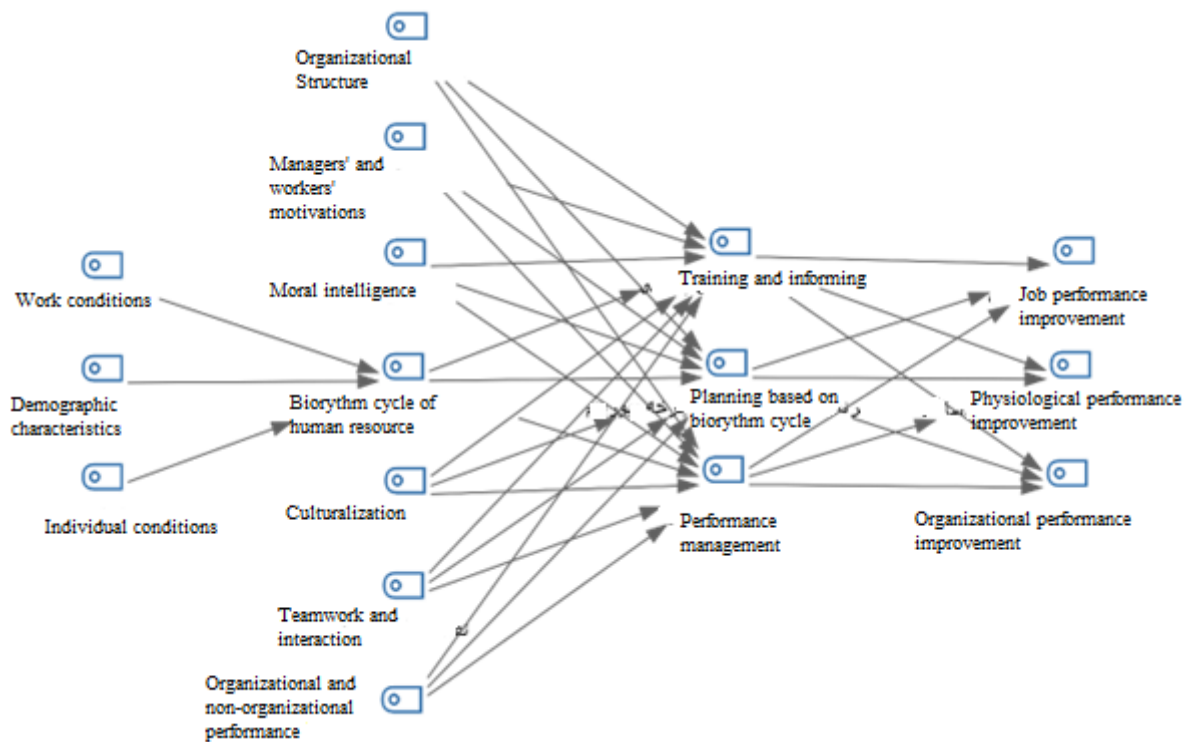 Organizational
Structure
Managers' and
workers'
motivations
Moral intelligence
Work conditions
Demographic
characteristics
Individual conditions
Biorythm cycle of
human resource
Culturalization
Teamwork and
interaction
Organizational and
non-organizational
performance
Training and informing
Planning based on
biorythm cycle
Performance
management
Job performance
improvement
Physiological performance
improvement
Organizational performance
improvement